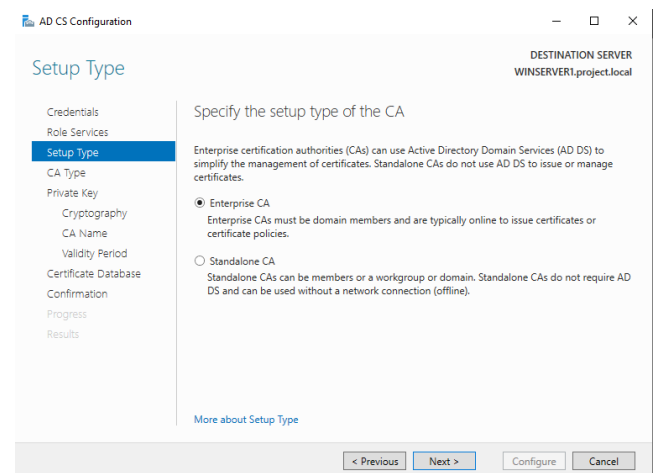 AD CS Configuration
Setup Type
DESTINATION SERVER
WINSERVER1.project.local
Credentials
Role Services
Setup Type
CA Type
Private Key
Cryptography
CA Name
Validity Period
Certificate Database
Confirmation
Progress
Results
Specify the setup type of the CA
Enterprise certification authorities (CAs) can use Active Directory Domain Services (AD DS) to
simplify the management of certificates. Standalone CAs do not use AD DS to issue or manage
certificates.
Enterprise CA
Enterprise CAs must be domain members and are typically online to issue certificates or
certificate policies.
Standalone CA
Standalone CAs can be members or a workgroup or domain. Standalone CAs do not require AD
DS and can be used without a network connection (offline).
More about Setup Type
< Previous
Next >
Configure
Cancel